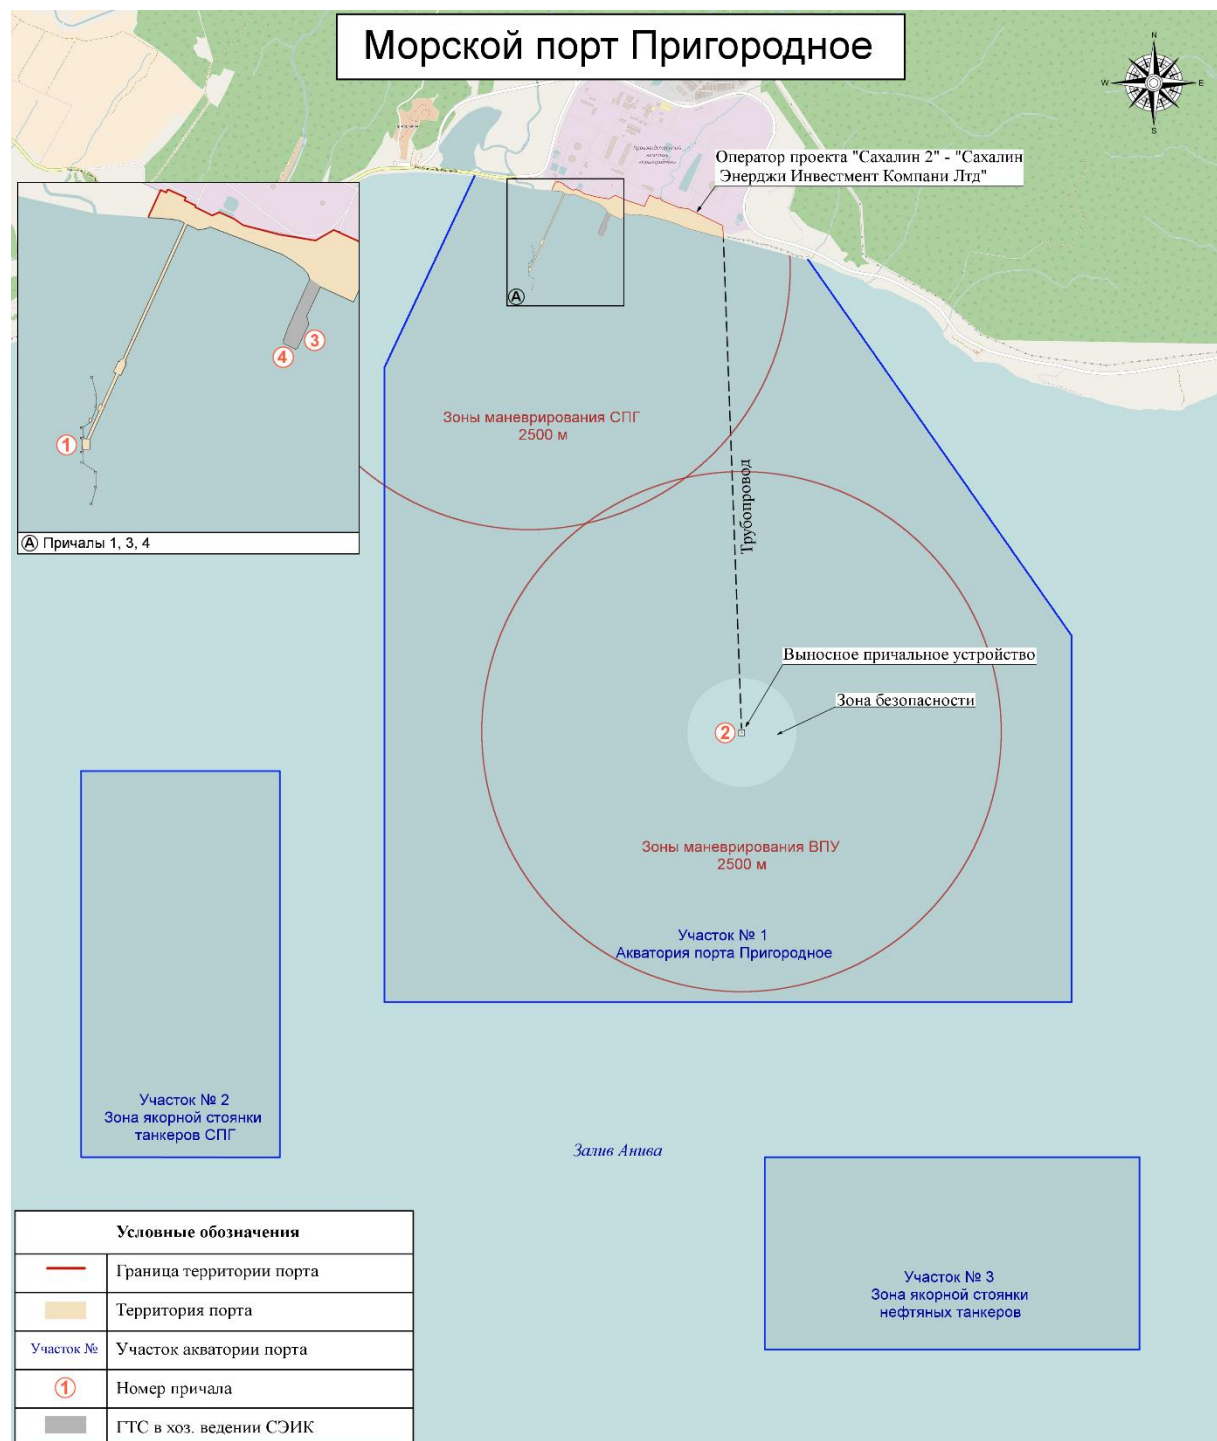 Морской порт Пригородное
N
W
E
S
Оператор проекта "Сахалин 2" - "Сахалин
Энерджи Инвестмент Компани Лтд"
A
3
4
1
A Причалы 1, 3, 4
Зоны маневрирования СПГ
2500 м
Трубопровод
Выносное причальное устройство
Зона безопасности
2
Зоны маневрирования ВПУ
2500 м
Участок № 1
Акватория порта Пригородное
Участок № 2
Зона якорной стоянки
танкеров СПГ
Залив Анива
Участок № 3
Зона якорной стоянки
нефтяных танкеров
Условные обозначения
Граница территории порта
Территория порта
Участок № Участок акватории порта
1 Номер причала
ГТС в хоз. ведении СЭИК